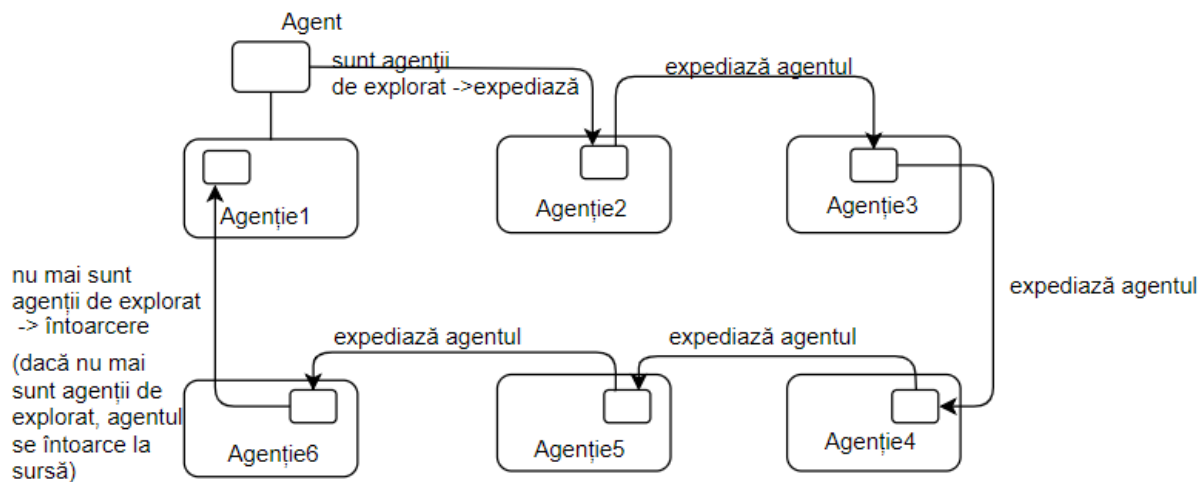 Agent
sunt agenții
de explorat ->expediază
expediază agentul
Agenție1
Agenție2
Agenție3
expediază agentul
nu mai sunt
agenții de explorat
-> întoarcere
(dacă nu mai
sunt agenții de
explorat, agentul
se întoarce la
sursă)
expediază agentul
expediază agentul
Agenție6
Agenție5
Agenție4